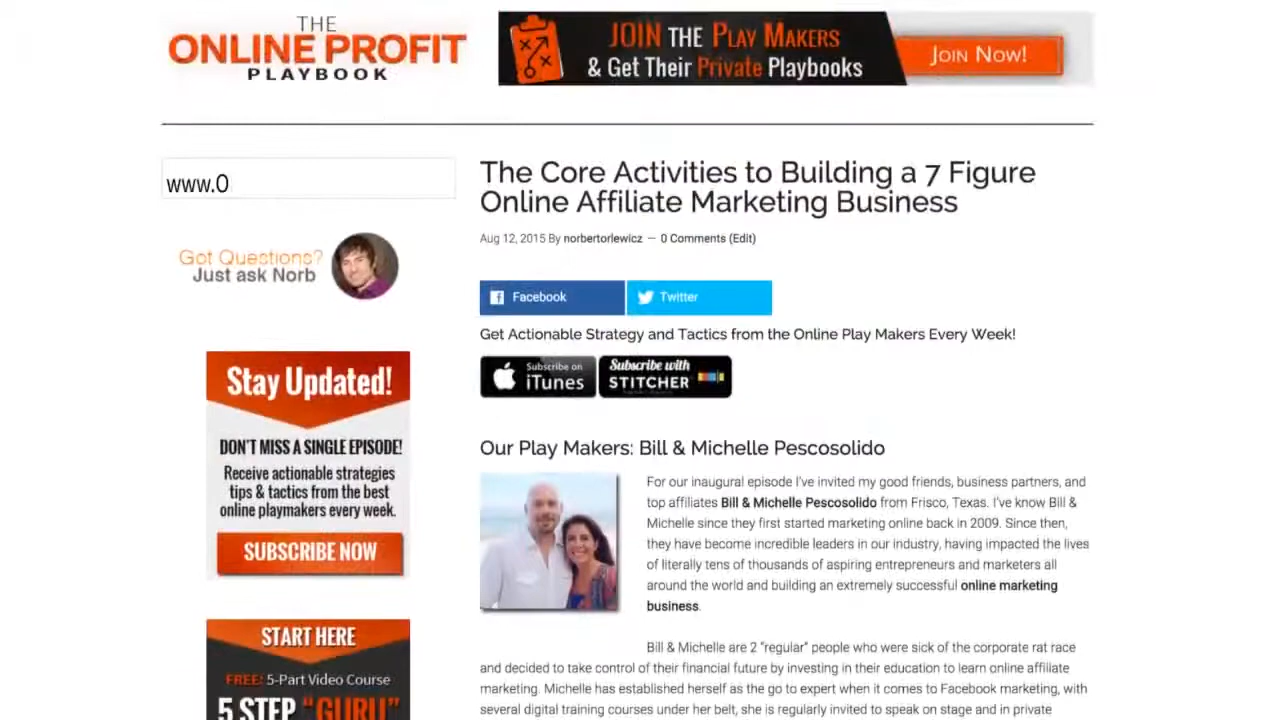 THE
ONLINE PROFIT
PLAYBOOK
JOIN THE PLAY MAKERS
& GET THEIR PRIVATE PLAYBOOKS
JOIN NOW!
www.O
Got Questions?
Just ask Norb
Stay Updated!
DON'T MISS A SINGLE EPISODE!
Receive actionable strategies
tips & tactics from the best
online playmakers every week.
SUBSCRIBE NOW
START HERE
FREE! 5-Part Video Course
5 STEP "GURU"
The Core Activities to Building a 7 Figure
Online Affiliate Marketing Business
Aug 12, 2015 By norbertorlewicz — 0 Comments (Edit)
Facebook
Twitter
Get Actionable Strategy and Tactics from the Online Play Makers Every Week!
Subscribe on
iTunes
Subscribe with
STITCHER
Our Play Makers: Bill & Michelle Pescosolido
For our inaugural episode I've invited my good friends, business partners, and
top affiliates Bill & Michelle Pescosolido from Frisco, Texas. I've know Bill &
Michelle since they first started marketing online back in 2009. Since then,
they have become incredible leaders in our industry, having impacted the lives
of literally tens of thousands of aspiring entrepreneurs and marketers all
around the world and building an extremely successful online marketing
business.
Bill & Michelle are 2 "regular" people who were sick of the corporate rat race
and decided to take control of their financial future by investing in their education to learn online affiliate
marketing. Michelle has established herself as the go to expert when it comes to Facebook marketing, with
several digital training courses under her belt, she is regularly invited to speak on stage and in private